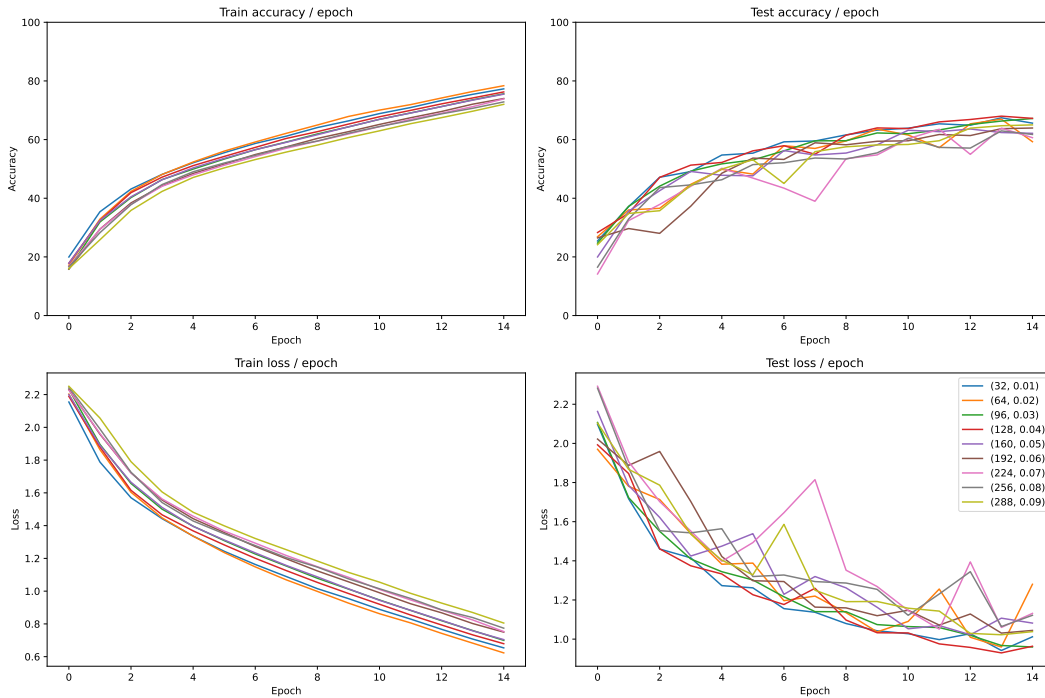 Train accuracy / epoch
Accuracy
100
80
60
40
20
0
0 2 4 6 8 10 12 14
Epoch
Test accuracy / epoch
Accuracy
100
80
60
40
20
0
0 2 4 6 8 10 12 14
Epoch
Train loss / epoch
Loss
2.2
2.0
1.8
1.6
1.4
1.2
1.0
0.8
0.6
0 2 4 6 8 10 12 14
Epoch
Test loss / epoch
Loss
2.2
2.0
1.8
1.6
1.4
1.2
1.0
(32, 0.01)
(64, 0.02)
(96, 0.03)
(128, 0.04)
(160, 0.05)
(192, 0.06)
(224, 0.07)
(256, 0.08)
(288, 0.09)
0 2 4 6 8 10 12 14
Epoch